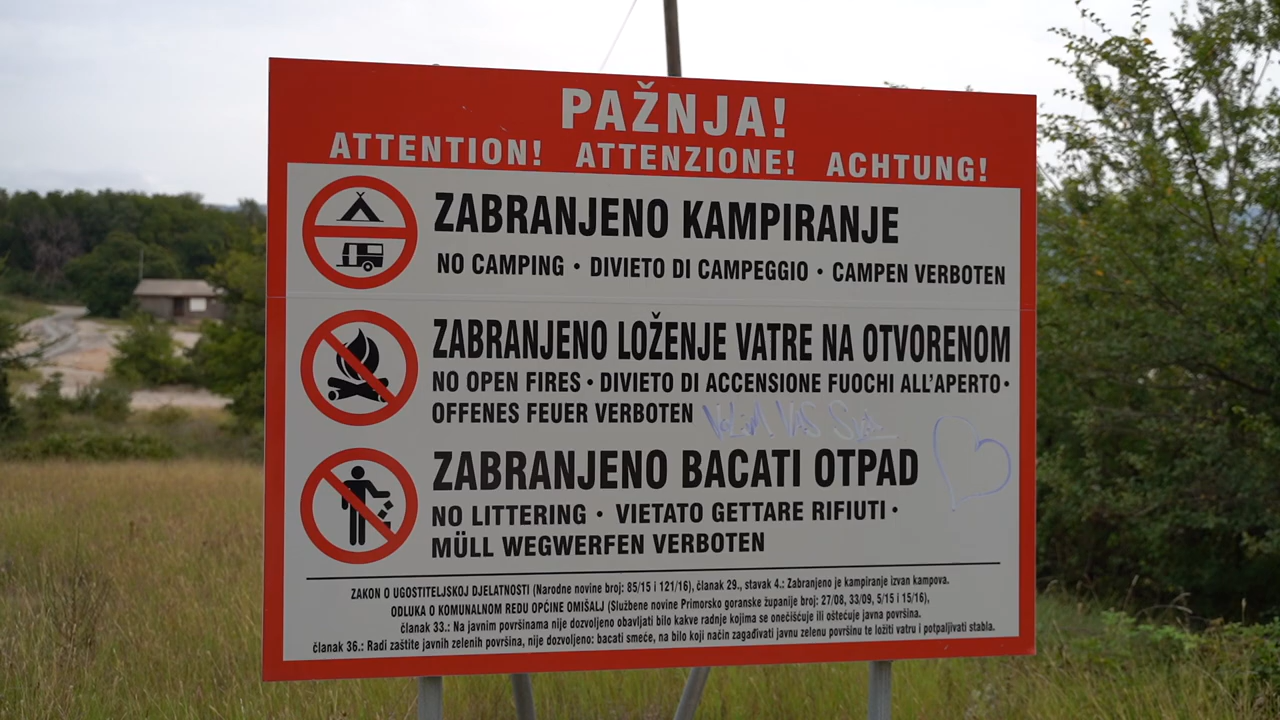 PAŽNJA!
ATTENTION! ATTENZIONE! ACHTUNG!
ZABRANJENO KAMPIRANJE
NO CAMPING • DIVIETO DI CAMPEGGIO • CAMPEN VERBOTEN
ZABRANJENO LOŽENJE VATRE NA OTVORENOM
NO OPEN FIRES • DIVIETO DI ACCENSIONE FUOCHI ALL'APERTO •
OFFENES FEUER VERBOTEN
ZABRANJENO BACATI OTPAD
NO LITTERING • VIETATO GETTARE RIFIUTI •
MÜLL WEGWERFEN VERBOTEN
ZAKON O UGOSTITELJSKOJ DJELATNOSTI (Narodne novine broj: 85/15 i 121/16), članak 29., stavak 4.: Zabranjeno je kampiranje izvan kampova.
ODLUKA O KOMUNALNOM REDU OPĆINE OMIŠALJ (Službene novine Primorsko goranske županije broj: 27/08, 33/09, 5/15 i 15/16),
članak 33.: Na javnim površinama nije dozvoljeno obavljati bilo kakve radnje kojima se onečišćuje ili oštećuje javna površina.
članak 36.: Radi zaštite javnih zelenih površina, nije dozvoljeno: bacati smeće, na bilo koji način zagađivati javnu zelenu površinu te ložiti vatru i potpaljivati stabla.